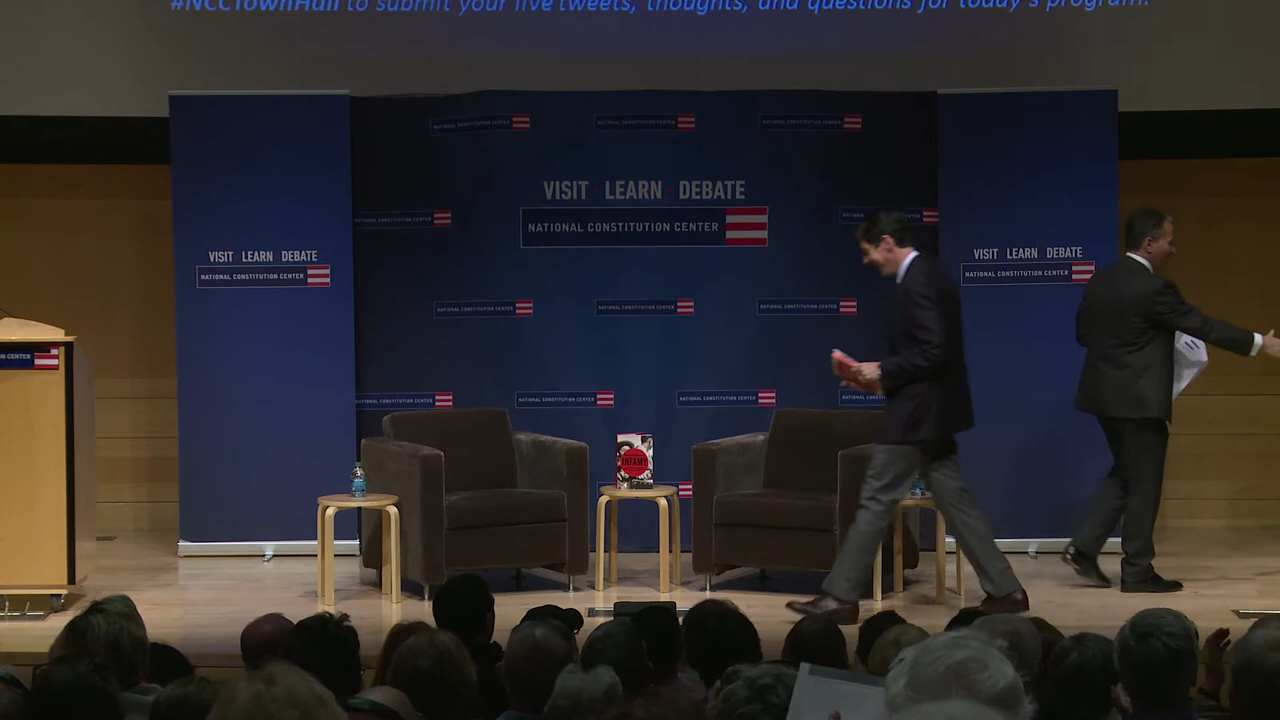 #NCCTownHall to submit your live tweets, thoughts, and questions for today's program.
NATIONAL CONSTITUTION CENTER
NATIONAL CONSTITUTION CENTER
NATIONAL CONSTITUTION CENTER
VISIT · LEARN · DEBATE
NATIONAL CONSTITUTION CENTER
NATIONAL CONSTITUTION CENTER
NATIONAL CONSTITUTION CENTER
VISIT LEARN DEBATE
NATIONAL CONSTITUTION CENTER
VISIT LEARN DEBATE
NATIONAL CONSTITUTION CENTER
NATIONAL CONSTITUTION CENTER
NATIONAL CONSTITUTION CENTER
NATIONAL CONSTITUTION CENTER
N CENTER
NATIONAL CONSTITUTION CENTER
NATIONAL CONSTITUTION CENTER
NATIONAL CONSTITUTION CENTER
NATIONAL
INFAMY